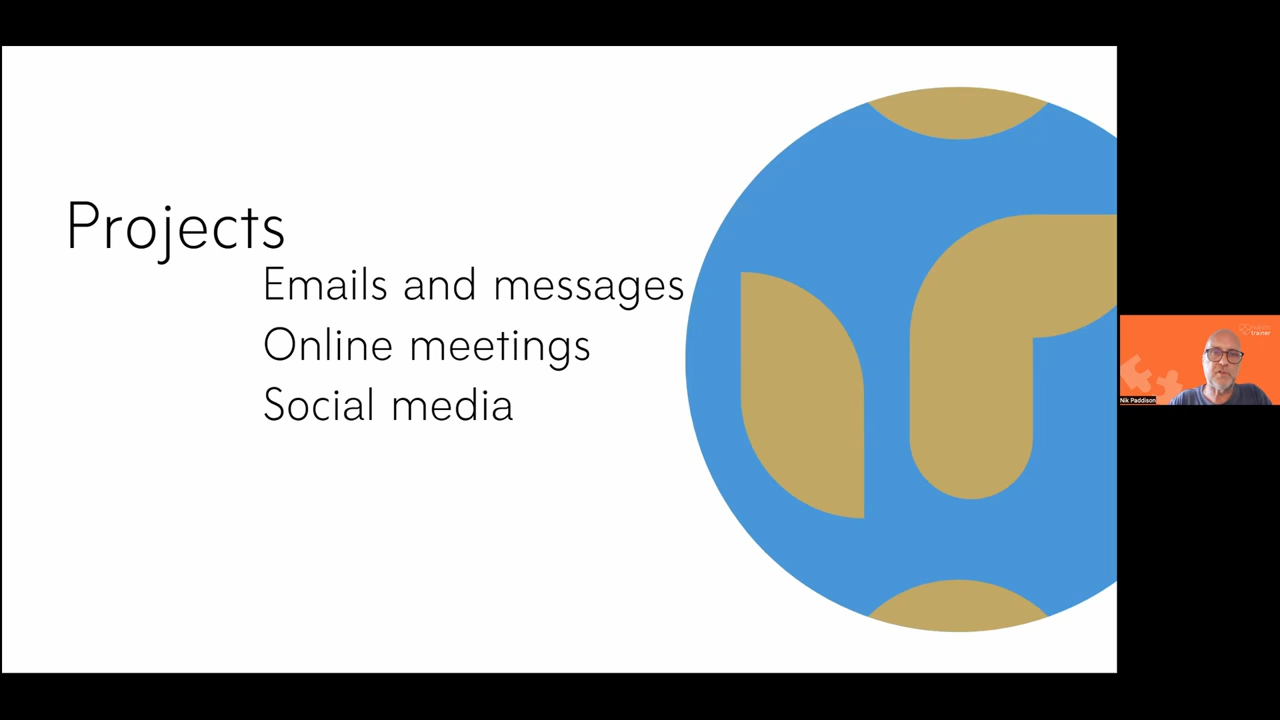 Projects
Emails and messages
Online meetings
Social media
trainer
Nik Paddison